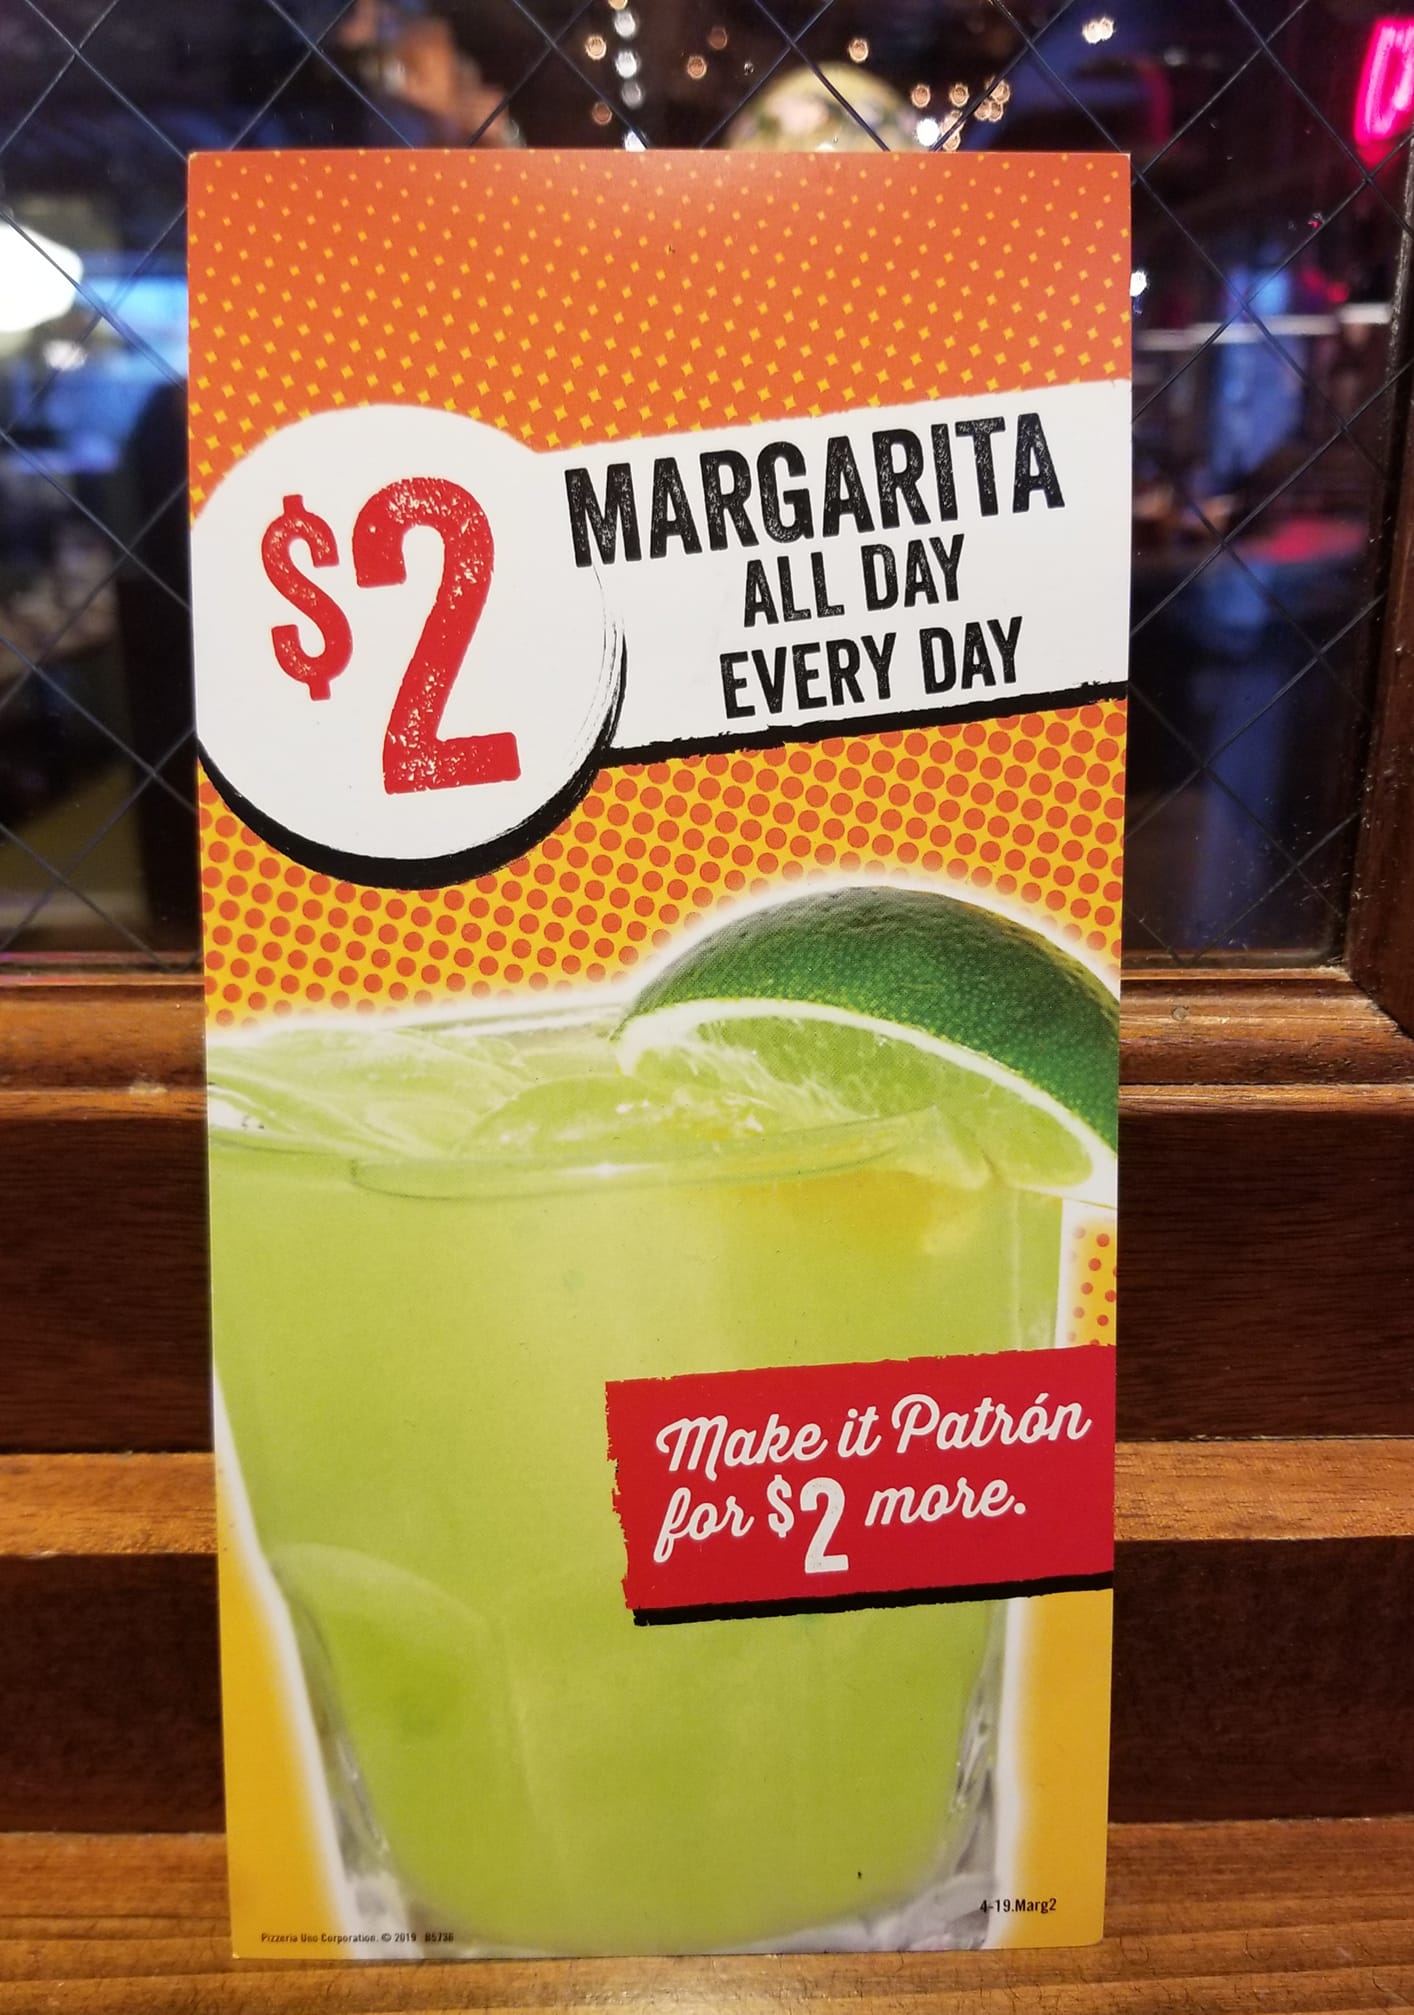 $2
MARGARITA
ALL DAY
EVERY DAY
Make it Patrón
for $2 more.
4-19.Marg2
Pizzeria Uno Corporation. © 2019 85736